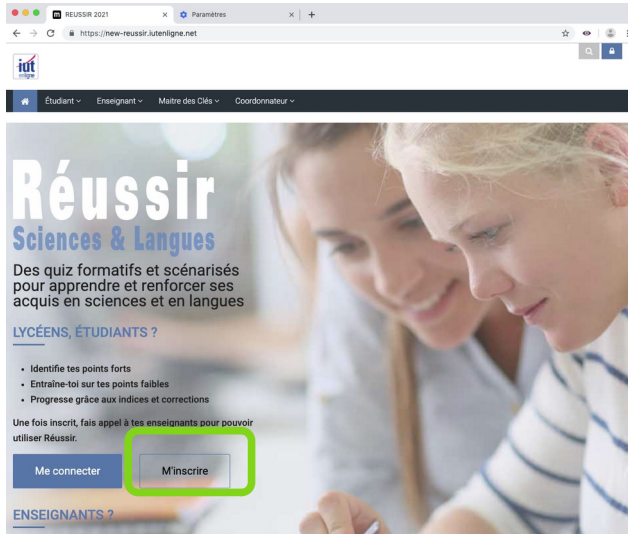 REUSSIR 2021
Paramètres
https://new-reussir.iutenligne.net
iut
en ligne
Étudiant
Enseignant
Maitre des Clés
Coordonnateur
Réussir
Sciences & Langues
Des quiz formatifs et scénarisés
pour apprendre et renforcer ses
acquis en sciences et en langues
LYCÉENS, ÉTUDIANTS ?
• Identifie tes points forts
• Entraîne-toi sur tes points faibles
• Progresse grâce aux indices et corrections
Une fois inscrit, fais appel à tes enseignants pour pouvoir
utiliser Réussir.
Me connecter
M'inscrire
ENSEIGNANTS ?